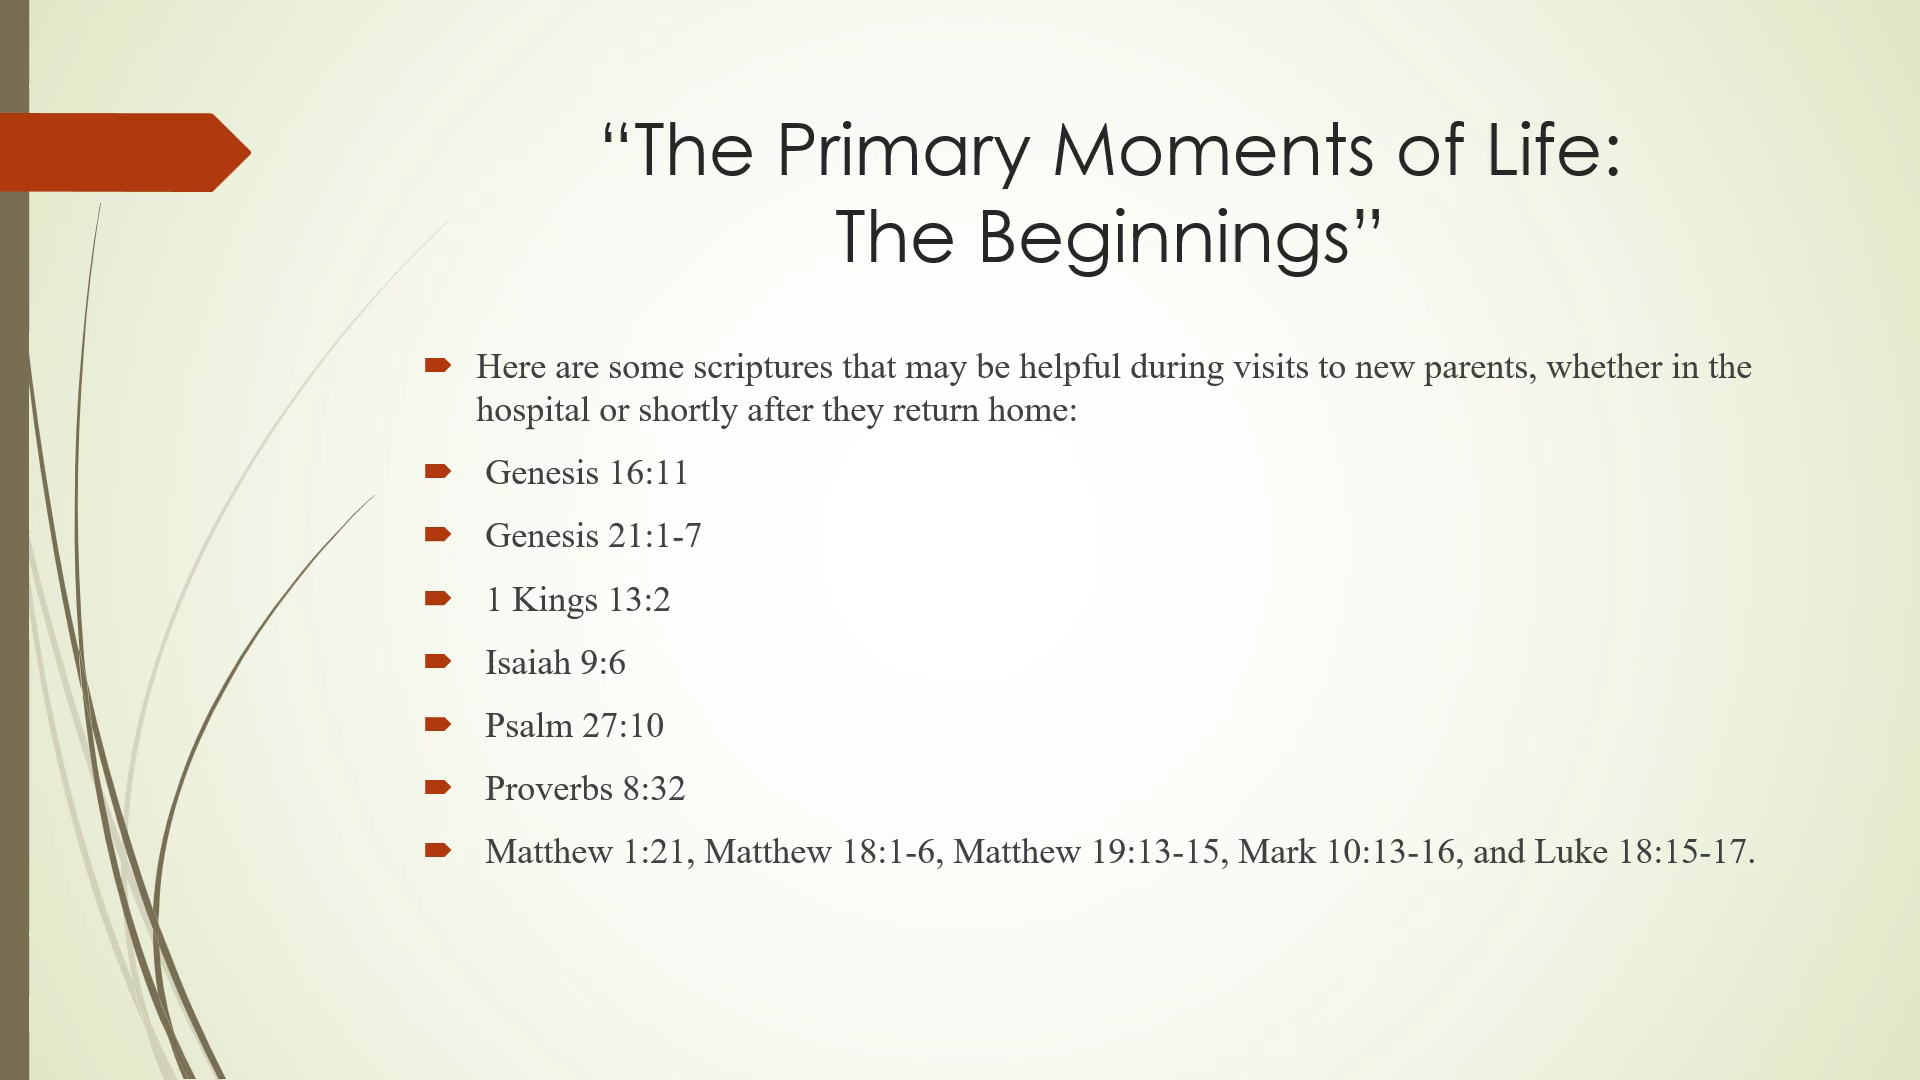 “The Primary Moments of Life:
The Beginnings”
Here are some scriptures that may be helpful during visits to new parents, whether in the
hospital or shortly after they return home:
Genesis 16:11
Genesis 21:1-7
1 Kings 13:2
Isaiah 9:6
Psalm 27:10
Proverbs 8:32
Matthew 1:21, Matthew 18:1-6, Matthew 19:13-15, Mark 10:13-16, and Luke 18:15-17.